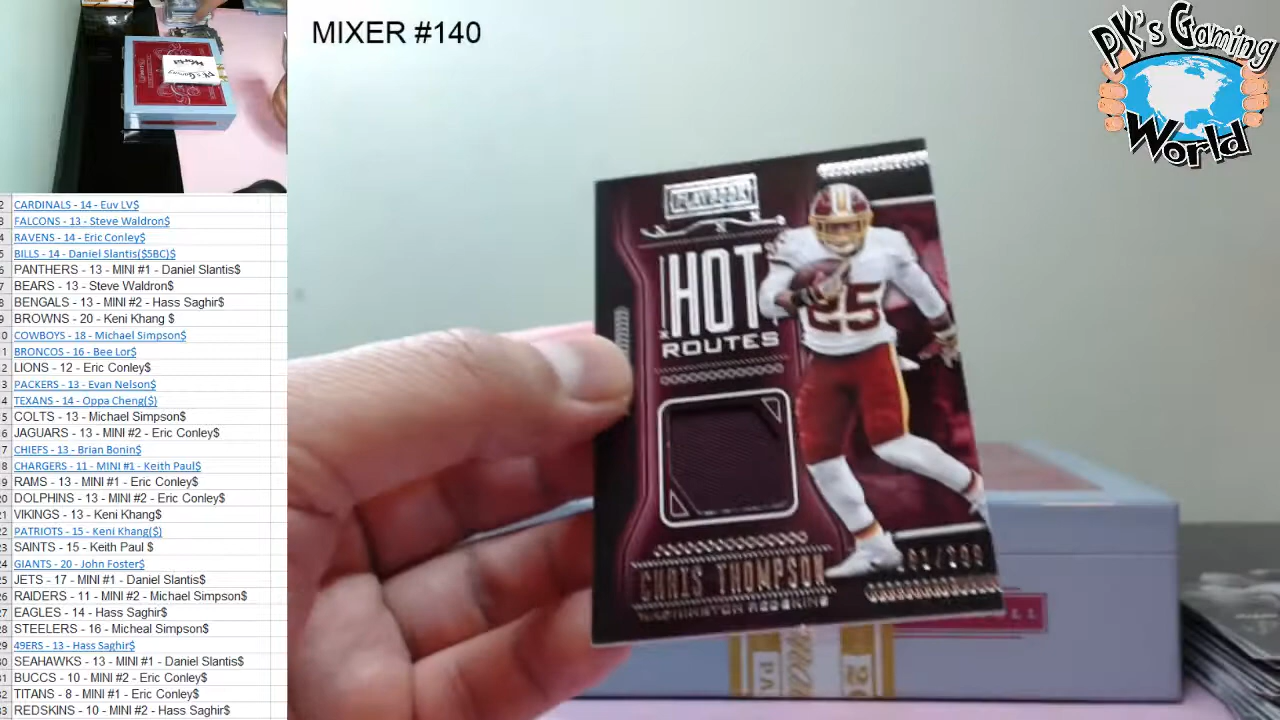 MIXER #140
PK's Gaming
World
CARDINALS - 14 - Euv LV$
FALCONS - 13 - Steve Waldron$
RAVENS - 14 - Eric Conley$
BILLS - 14 - Daniel Slantis($5BC)$
PANTHERS - 13 - MINI #1 - Daniel Slantis$
BEARS - 13 - Steve Waldron$
BENGALS - 13 - MINI #2 - Hass Saghir$
BROWNS - 20 - Keni Khang $
COWBOYS - 18 - Michael Simpson$
BRONCOS - 16 - Bee Lor$
LIONS - 12 - Eric Conley$
PACKERS - 13 - Evan Nelson$
TEXANS - 14 - Oppa Cheng($)
COLTS - 13 - Michael Simpson$
JAGUARS - 13 - MINI #2 - Eric Conley$
CHIEFS - 13 - Brian Bonin$
CHARGERS - 11 - MINI #1 - Keith Paul$
RAMS - 13 - MINI #1 - Eric Conley$
DOLPHINS - 13 - MINI #2 - Eric Conley$
VIKINGS - 13 - Keni Khang$
PATRIOTS - 15 - Keni Khang($)
SAINTS - 15 - Keith Paul $
GIANTS - 20 - John Foster$
JETS - 17 - MINI #1 - Daniel Slantis$
RAIDERS - 11 - MINI #2 - Michael Simpson$
EAGLES - 14 - Hass Saghir$
STEELERS - 16 - Micheal Simpson$
49ERS - 13 - Hass Saghir$
SEAHAWKS - 13 - MINI #1 - Daniel Slantis$
BUCCS - 10 - MINI #2 - Eric Conley$
TITANS - 8 - MINI #1 - Eric Conley$
REDSKINS - 10 - MINI #2 - Hass Saghir$
PLAYBOOK
HOT
ROUTES
25
CHRIS THOMPSON
WASHINGTON REDSKINS
PK's Gaming
World